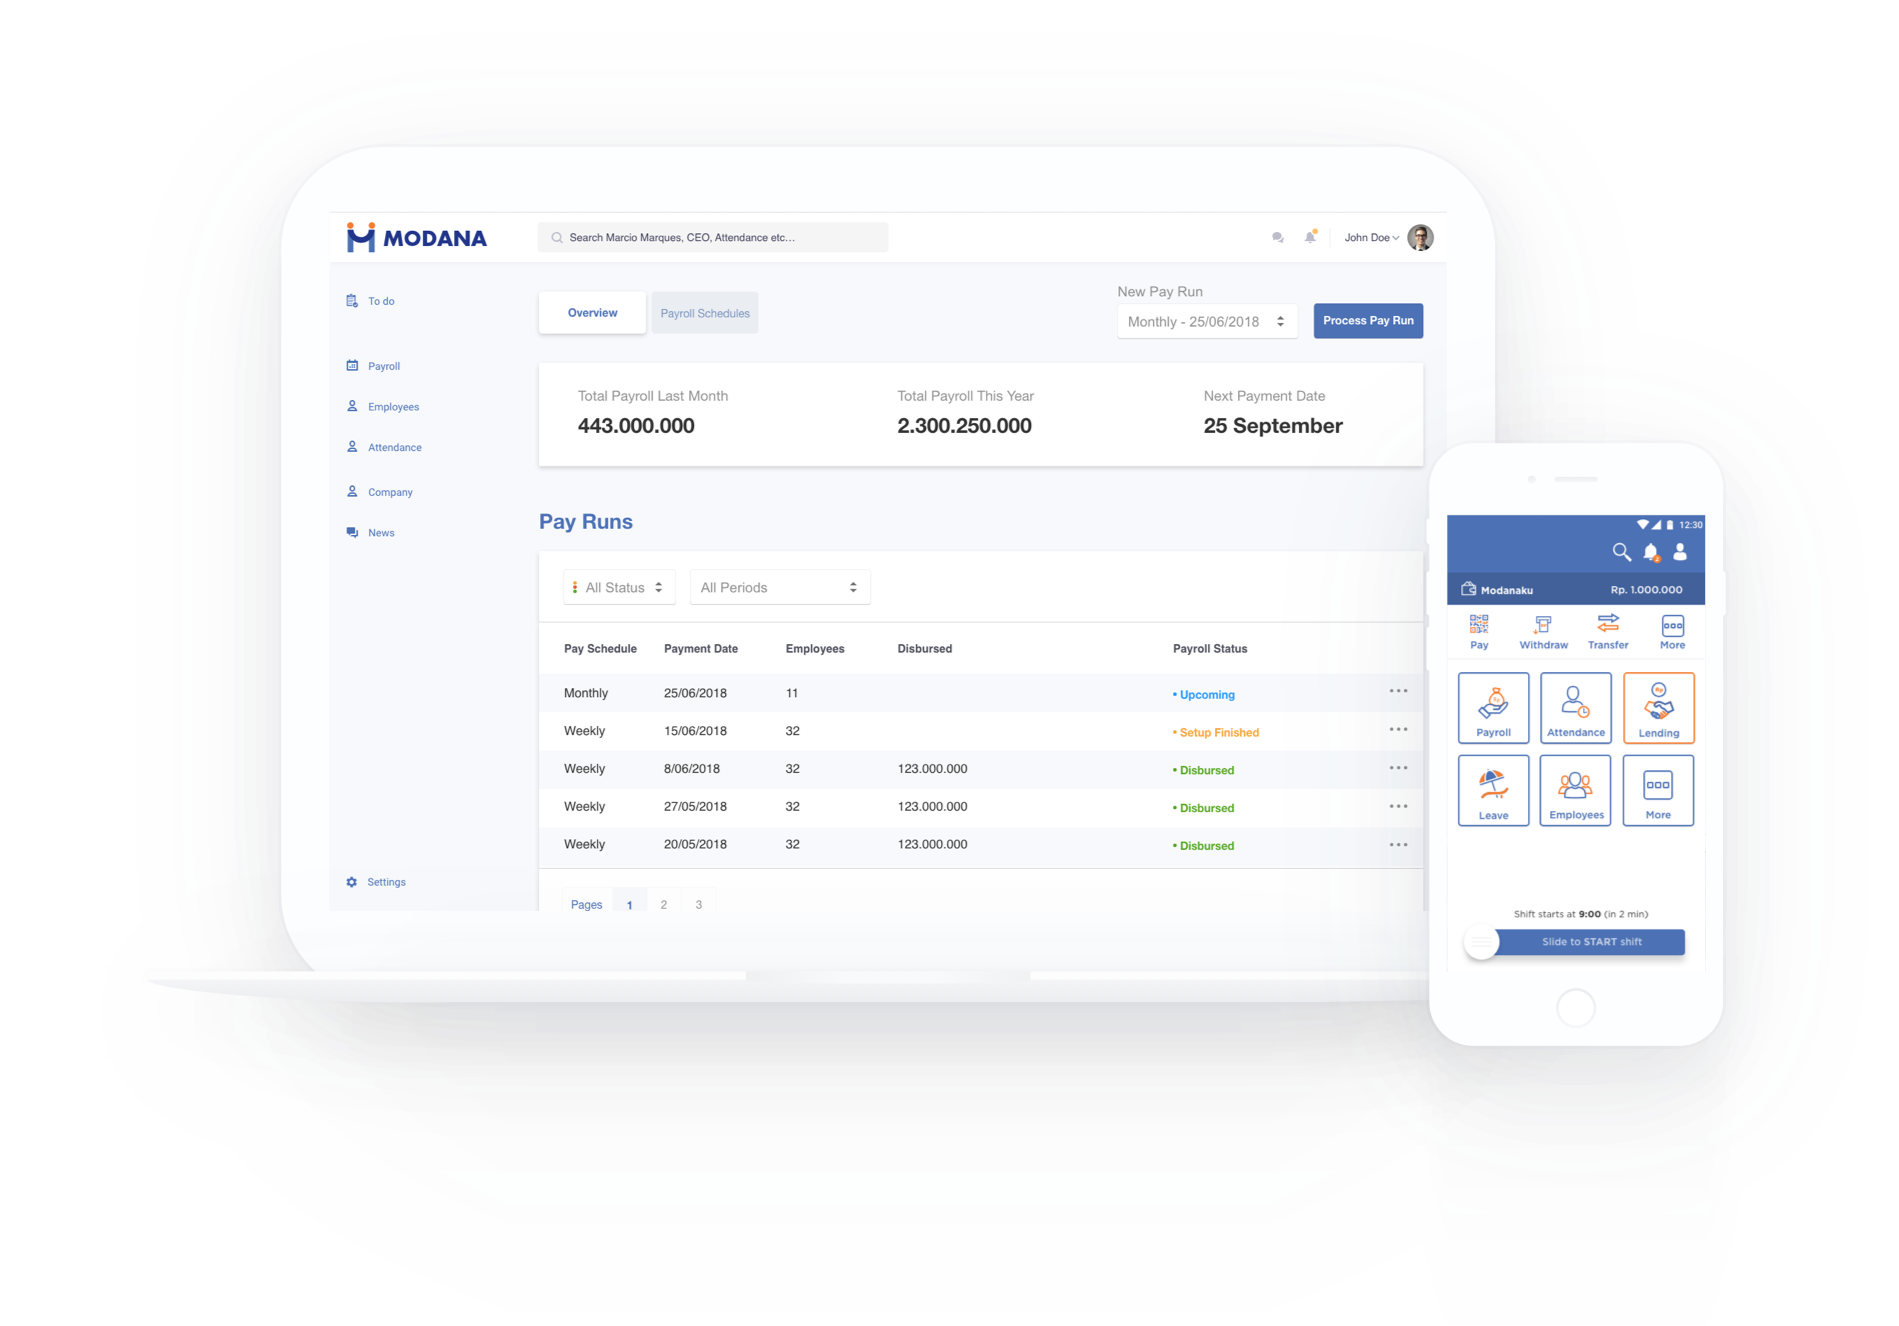 MODANA
Search Marcio Marques, CEO, Attendance etc...
John Doe
To do
Payroll
Employees
Attendance
Company
News
Settings
Overview
Payroll Schedules
New Pay Run
Monthly - 25/06/2018
Process Pay Run
Total Payroll Last Month
443.000.000
Total Payroll This Year
2.300.250.000
Next Payment Date
25 September
Pay Runs
All Status
All Periods
Pay Schedule Payment Date Employees Disbursed Payroll Status
Monthly 25/06/2018 11 • Upcoming
Weekly 15/06/2018 32 • Setup Finished
Weekly 8/06/2018 32 123.000.000 • Disbursed
Weekly 27/05/2018 32 123.000.000 • Disbursed
Weekly 20/05/2018 32 123.000.000 • Disbursed
Pages 1 2 3
12:30
Modanaku Rp. 1.000.000
Pay Withdraw Transfer More
Rp
Payroll Attendance Lending
Leave Employees More
Shift starts at 9:00 (in 2 min)
Slide to START shift